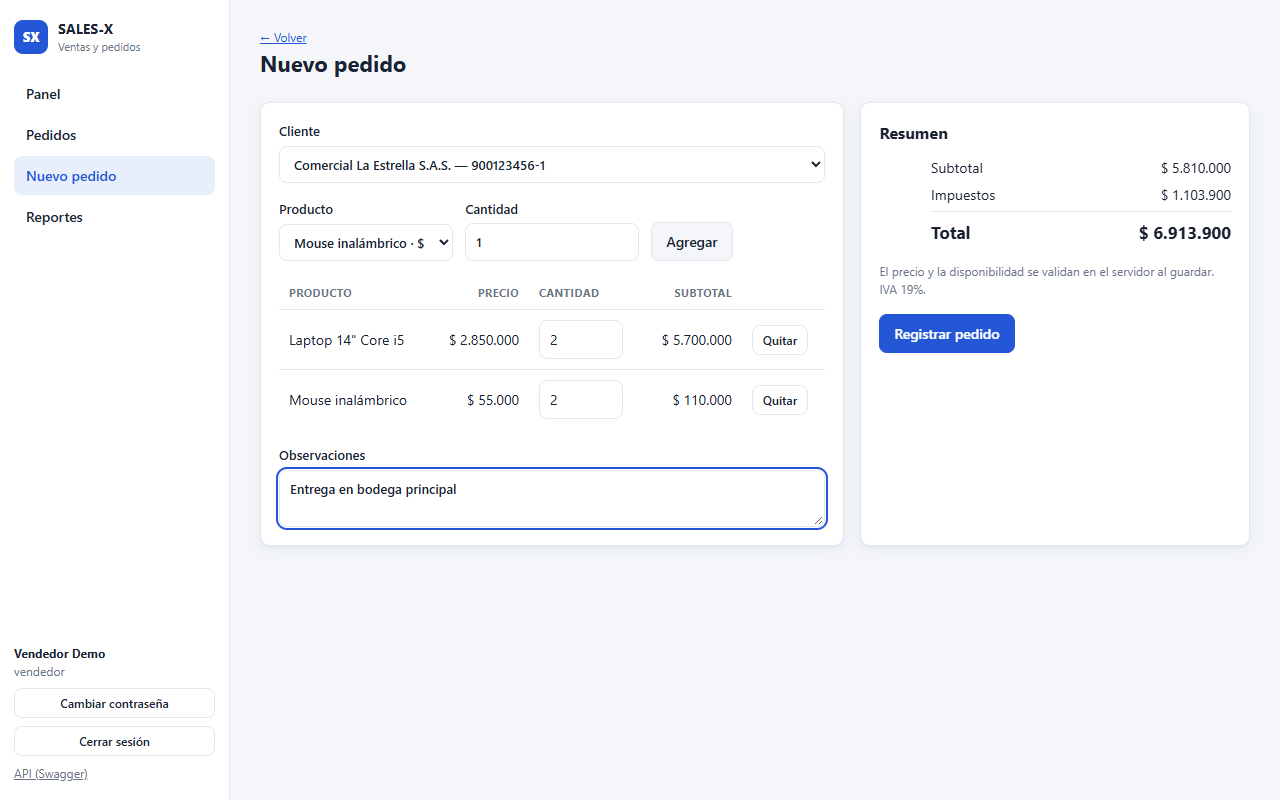 SX
SALES-X
Ventas y pedidos
Panel
Pedidos
Nuevo pedido
Reportes
Vendedor Demo
vendedor
Cambiar contraseña
Cerrar sesión
API (Swagger)
← Volver
Nuevo pedido
Cliente
Comercial La Estrella S.A.S. — 900123456-1
Producto Cantidad
Mouse inalámbrico · $ 1 Agregar
PRODUCTO PRECIO CANTIDAD SUBTOTAL
Laptop 14" Core i5 $ 2.850.000 2 $ 5.700.000 Quitar
Mouse inalámbrico $ 55.000 2 $ 110.000 Quitar
Observaciones
Entrega en bodega principal
Resumen
Subtotal $ 5.810.000
Impuestos $ 1.103.900
Total $ 6.913.900
El precio y la disponibilidad se validan en el servidor al guardar.
IVA 19%.
Registrar pedido